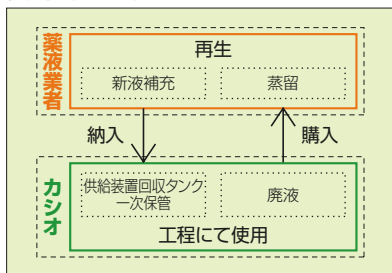 薬液業者
再生
新液補充
蒸留
納入
購入
カシオ
供給装置回収タンク
一次保管
廃液
工程にて使用